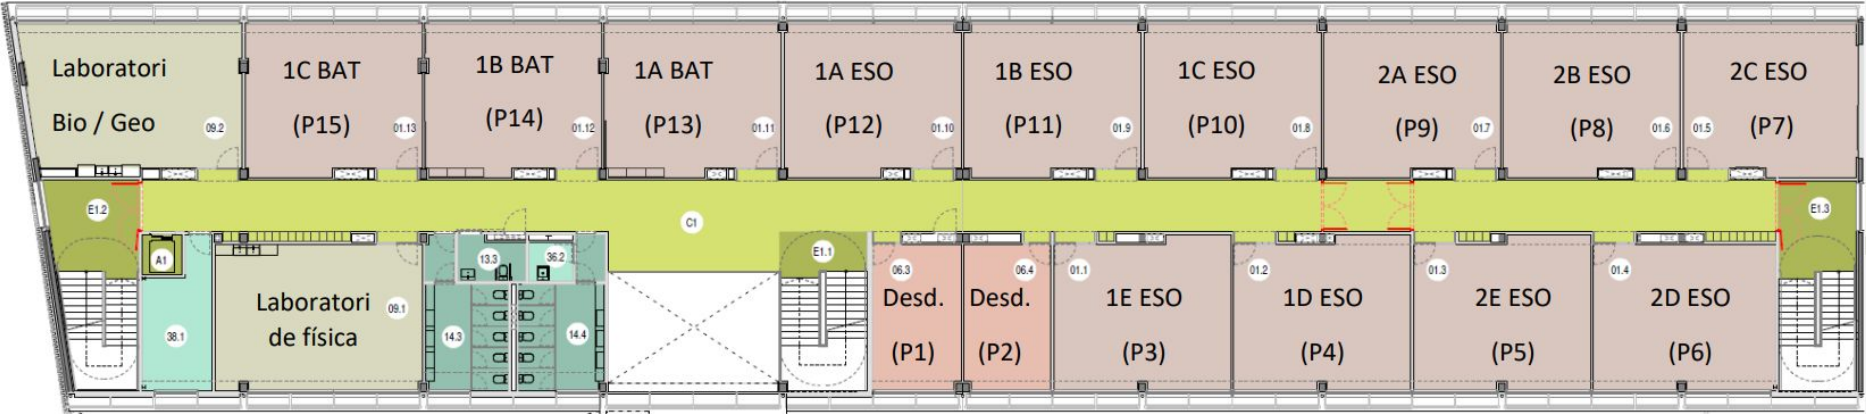 Laboratori
Bio / Geo
09.2
1C BAT
(P15)
01.13
1B BAT
(P14)
01.12
1A BAT
(P13)
01.11
1A ESO
(P12)
01.10
1B ESO
(P11)
01.9
1C ESO
(P10)
01.8
2A ESO
(P9)
01.7
2B ESO
(P8)
01.6
2C ESO
(P7)
01.5
E1.2
C1
E1.3
A1
38.1
Laboratori
de física
09.1
13.3
36.2
14.3
14.4
E1.1
06.3
Desd.
(P1)
06.4
Desd.
(P2)
01.1
1E ESO
(P3)
01.2
1D ESO
(P4)
01.3
2E ESO
(P5)
01.4
2D ESO
(P6)